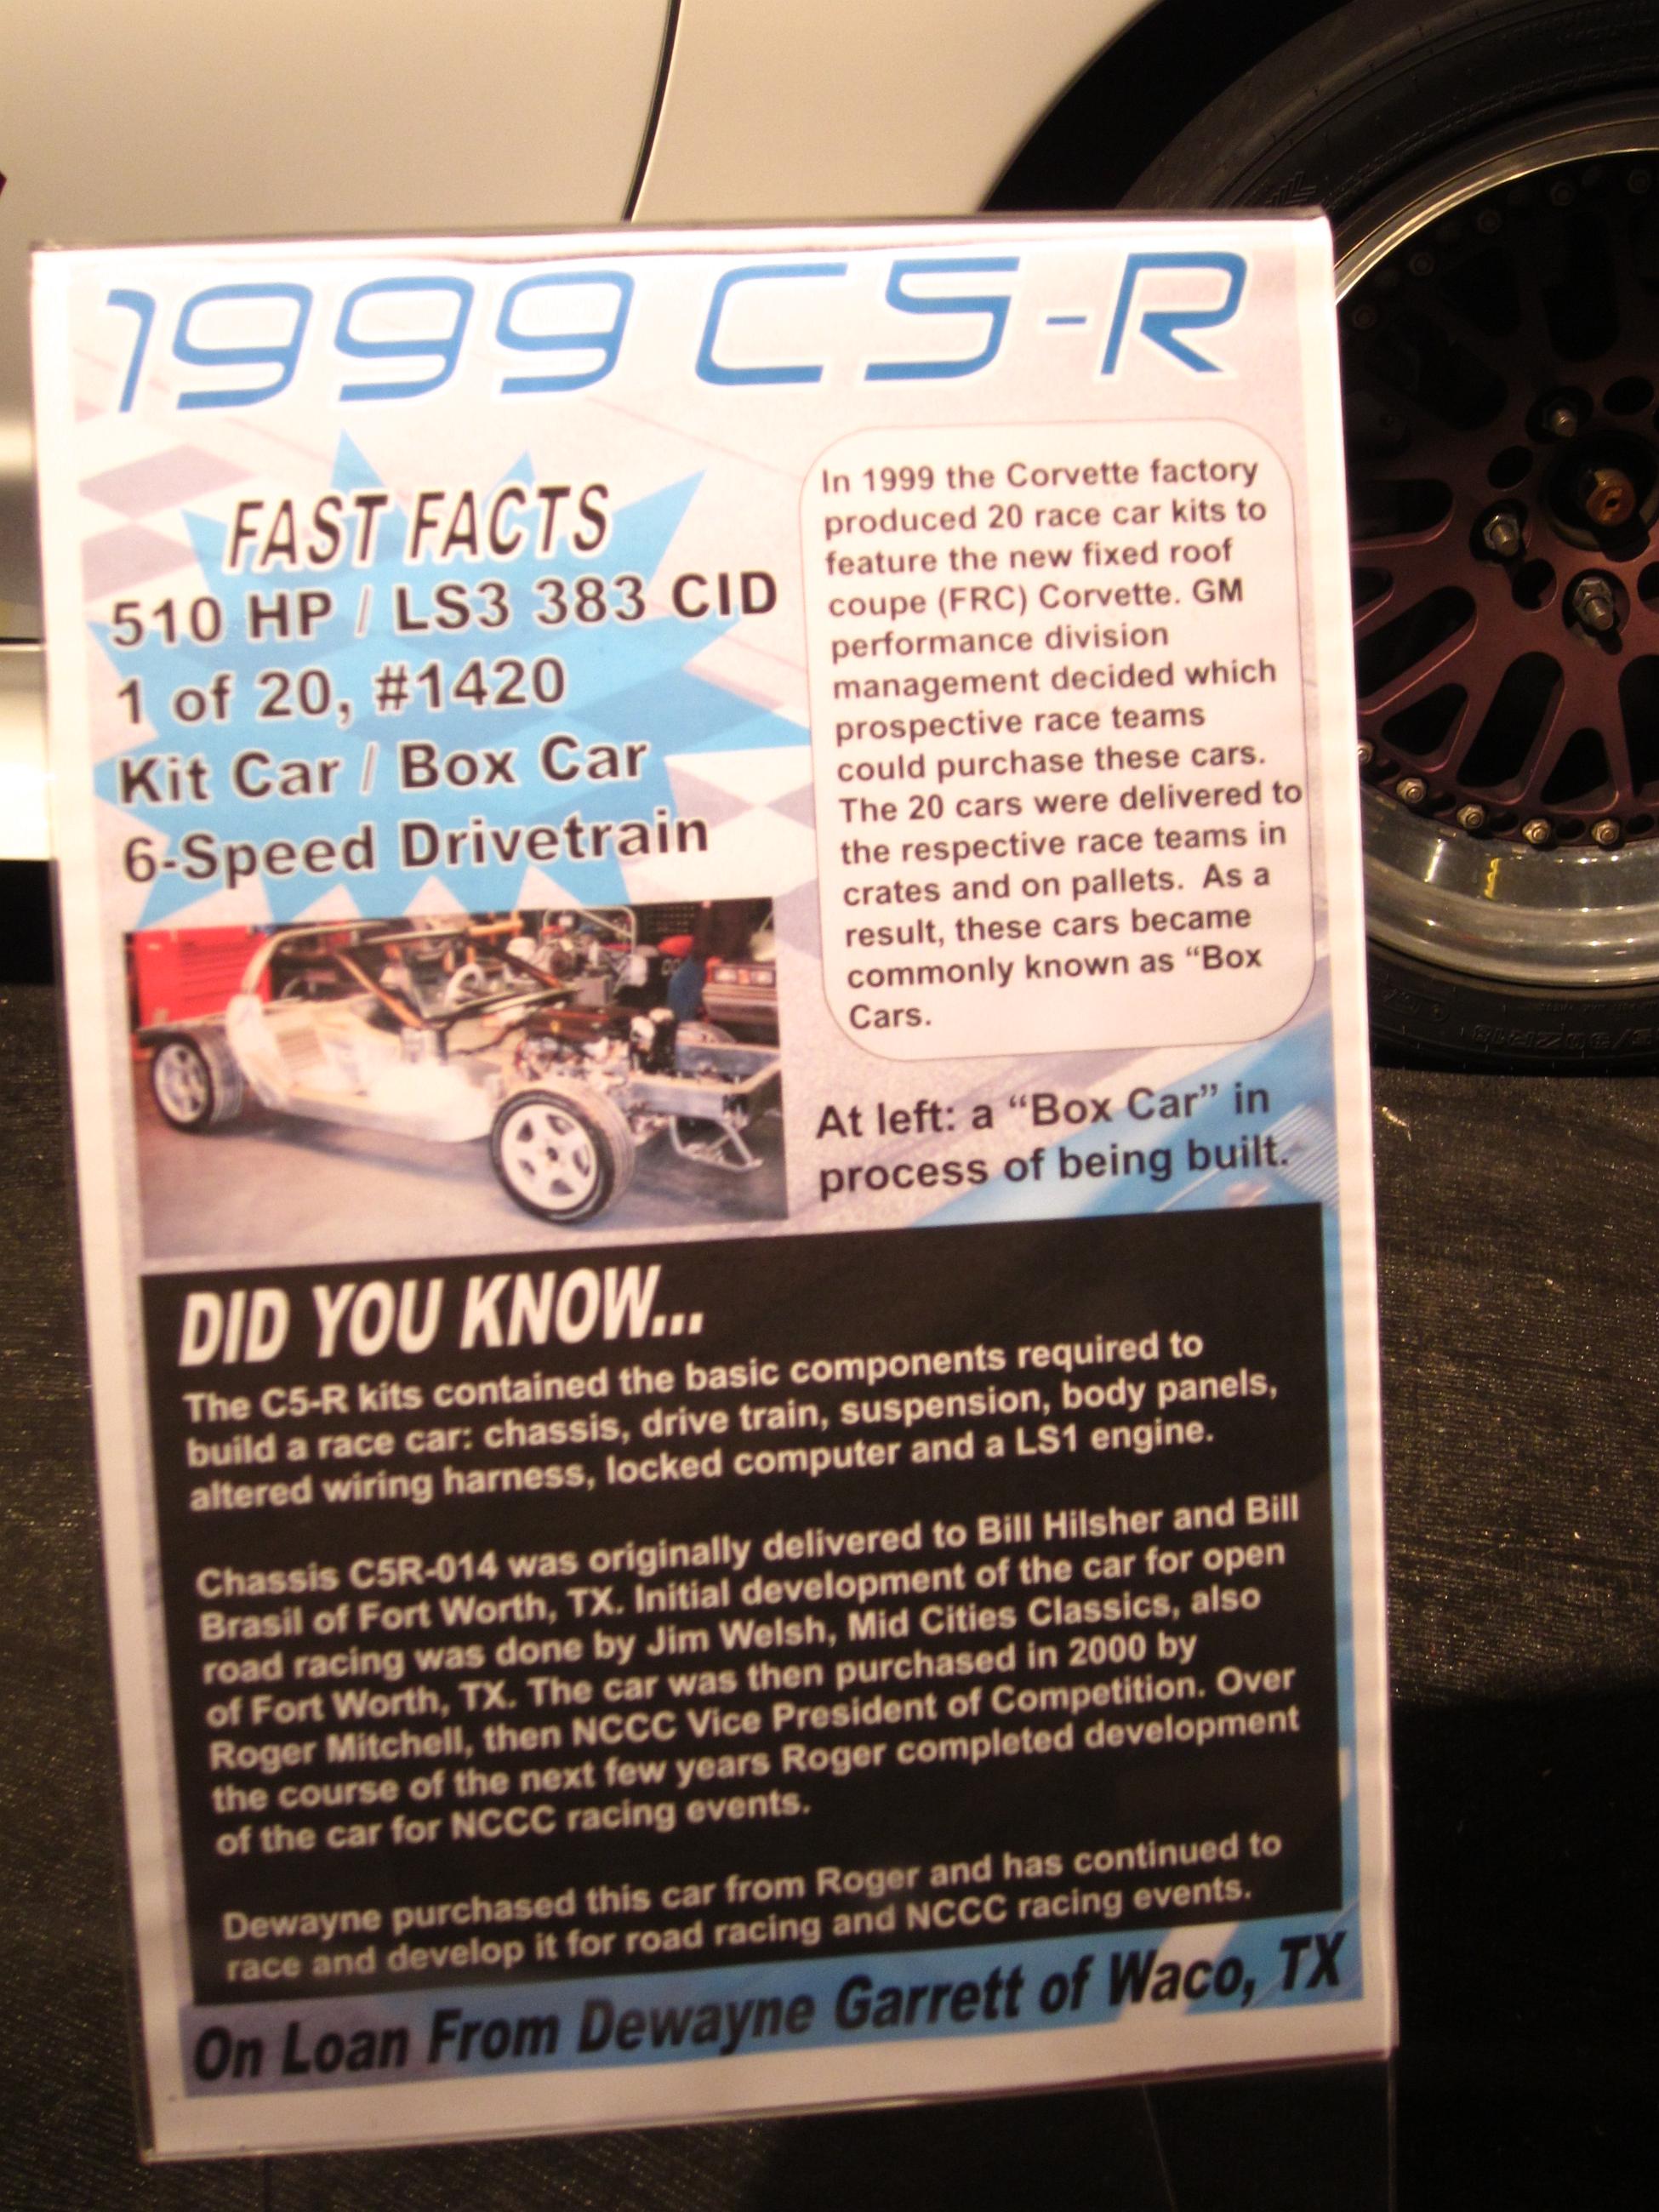 1999 C5-R
FAST FACTS
510 HP / LS3 383 CID
1 of 20, #1420
Kit Car / Box Car
6-Speed Drivetrain
In 1999 the Corvette factory
produced 20 race car kits to
feature the new fixed roof
coupe (FRC) Corvette. GM
performance division
management decided which
prospective race teams
could purchase these cars.
The 20 cars were delivered to
the respective race teams in
crates and on pallets. As a
result, these cars became
commonly known as “Box
Cars.
At left: a “Box Car” in
process of being built.
DID YOU KNOW...
The C5-R kits contained the basic components required to
build a race car: chassis, drive train, suspension, body panels,
altered wiring harness, locked computer and a LS1 engine.
Chassis C5R-014 was originally delivered to Bill Hilsher and Bill
Brasil of Fort Worth, TX. Initial development of the car for open
road racing was done by Jim Welsh, Mid Cities Classics, also
of Fort Worth, TX. The car was then purchased in 2000 by
Roger Mitchell, then NCCC Vice President of Competition. Over
the course of the next few years Roger completed development
of the car for NCCC racing events.
Dewayne purchased this car from Roger and has continued to
race and develop it for road racing and NCCC racing events.
On Loan From Dewayne Garrett of Waco, TX